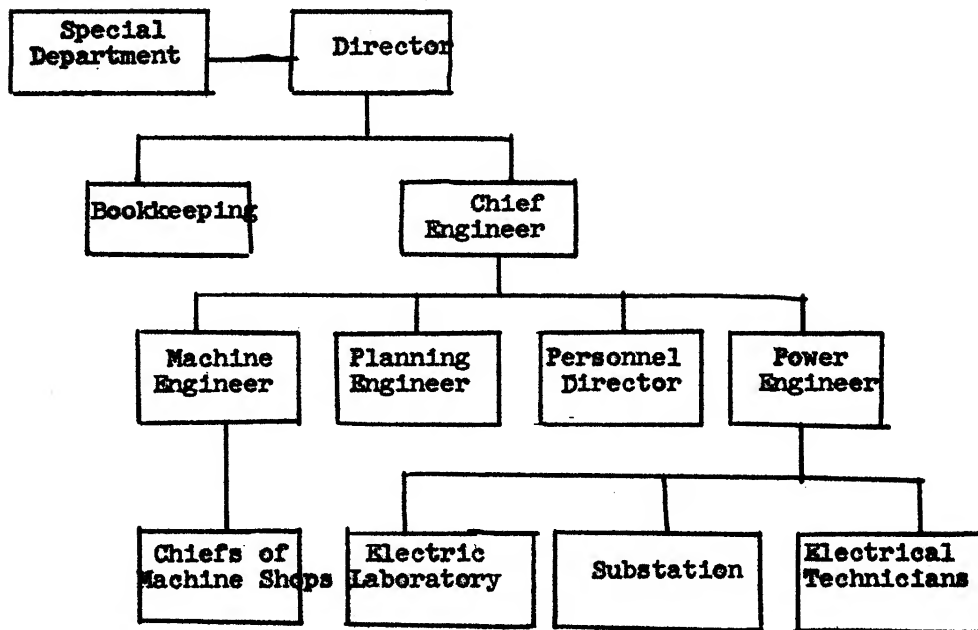 Special
Department
Director
Bookkeeping
Chief
Engineer
Machine
Engineer
Planning
Engineer
Personnel
Director
Power
Engineer
Chiefs of
Machine Shops
Electric
Laboratory
Substation
Electrical
Technicians